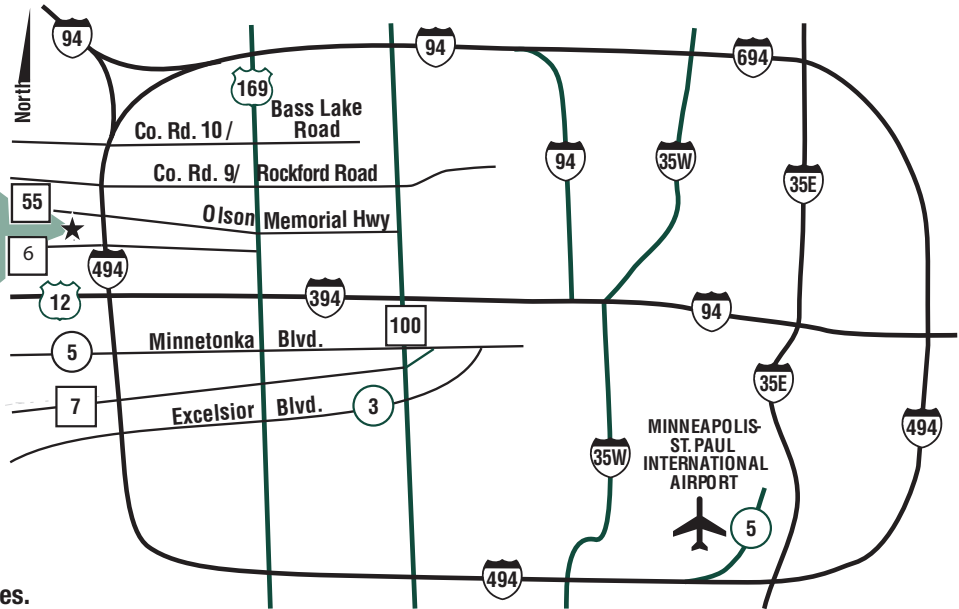 94
94
694
North
169
Bass Lake
Road
Co. Rd. 10 /
94
35W
35E
Co. Rd. 9/ Rockford Road
55
Olson Memorial Hwy
6
494
12
394
94
100
5
Minnetonka Blvd.
35E
7
Excelsior Blvd.
3
494
MINNEAPOLIS-
ST. PAUL
INTERNATIONAL
AIRPORT
35W
5
494
es.